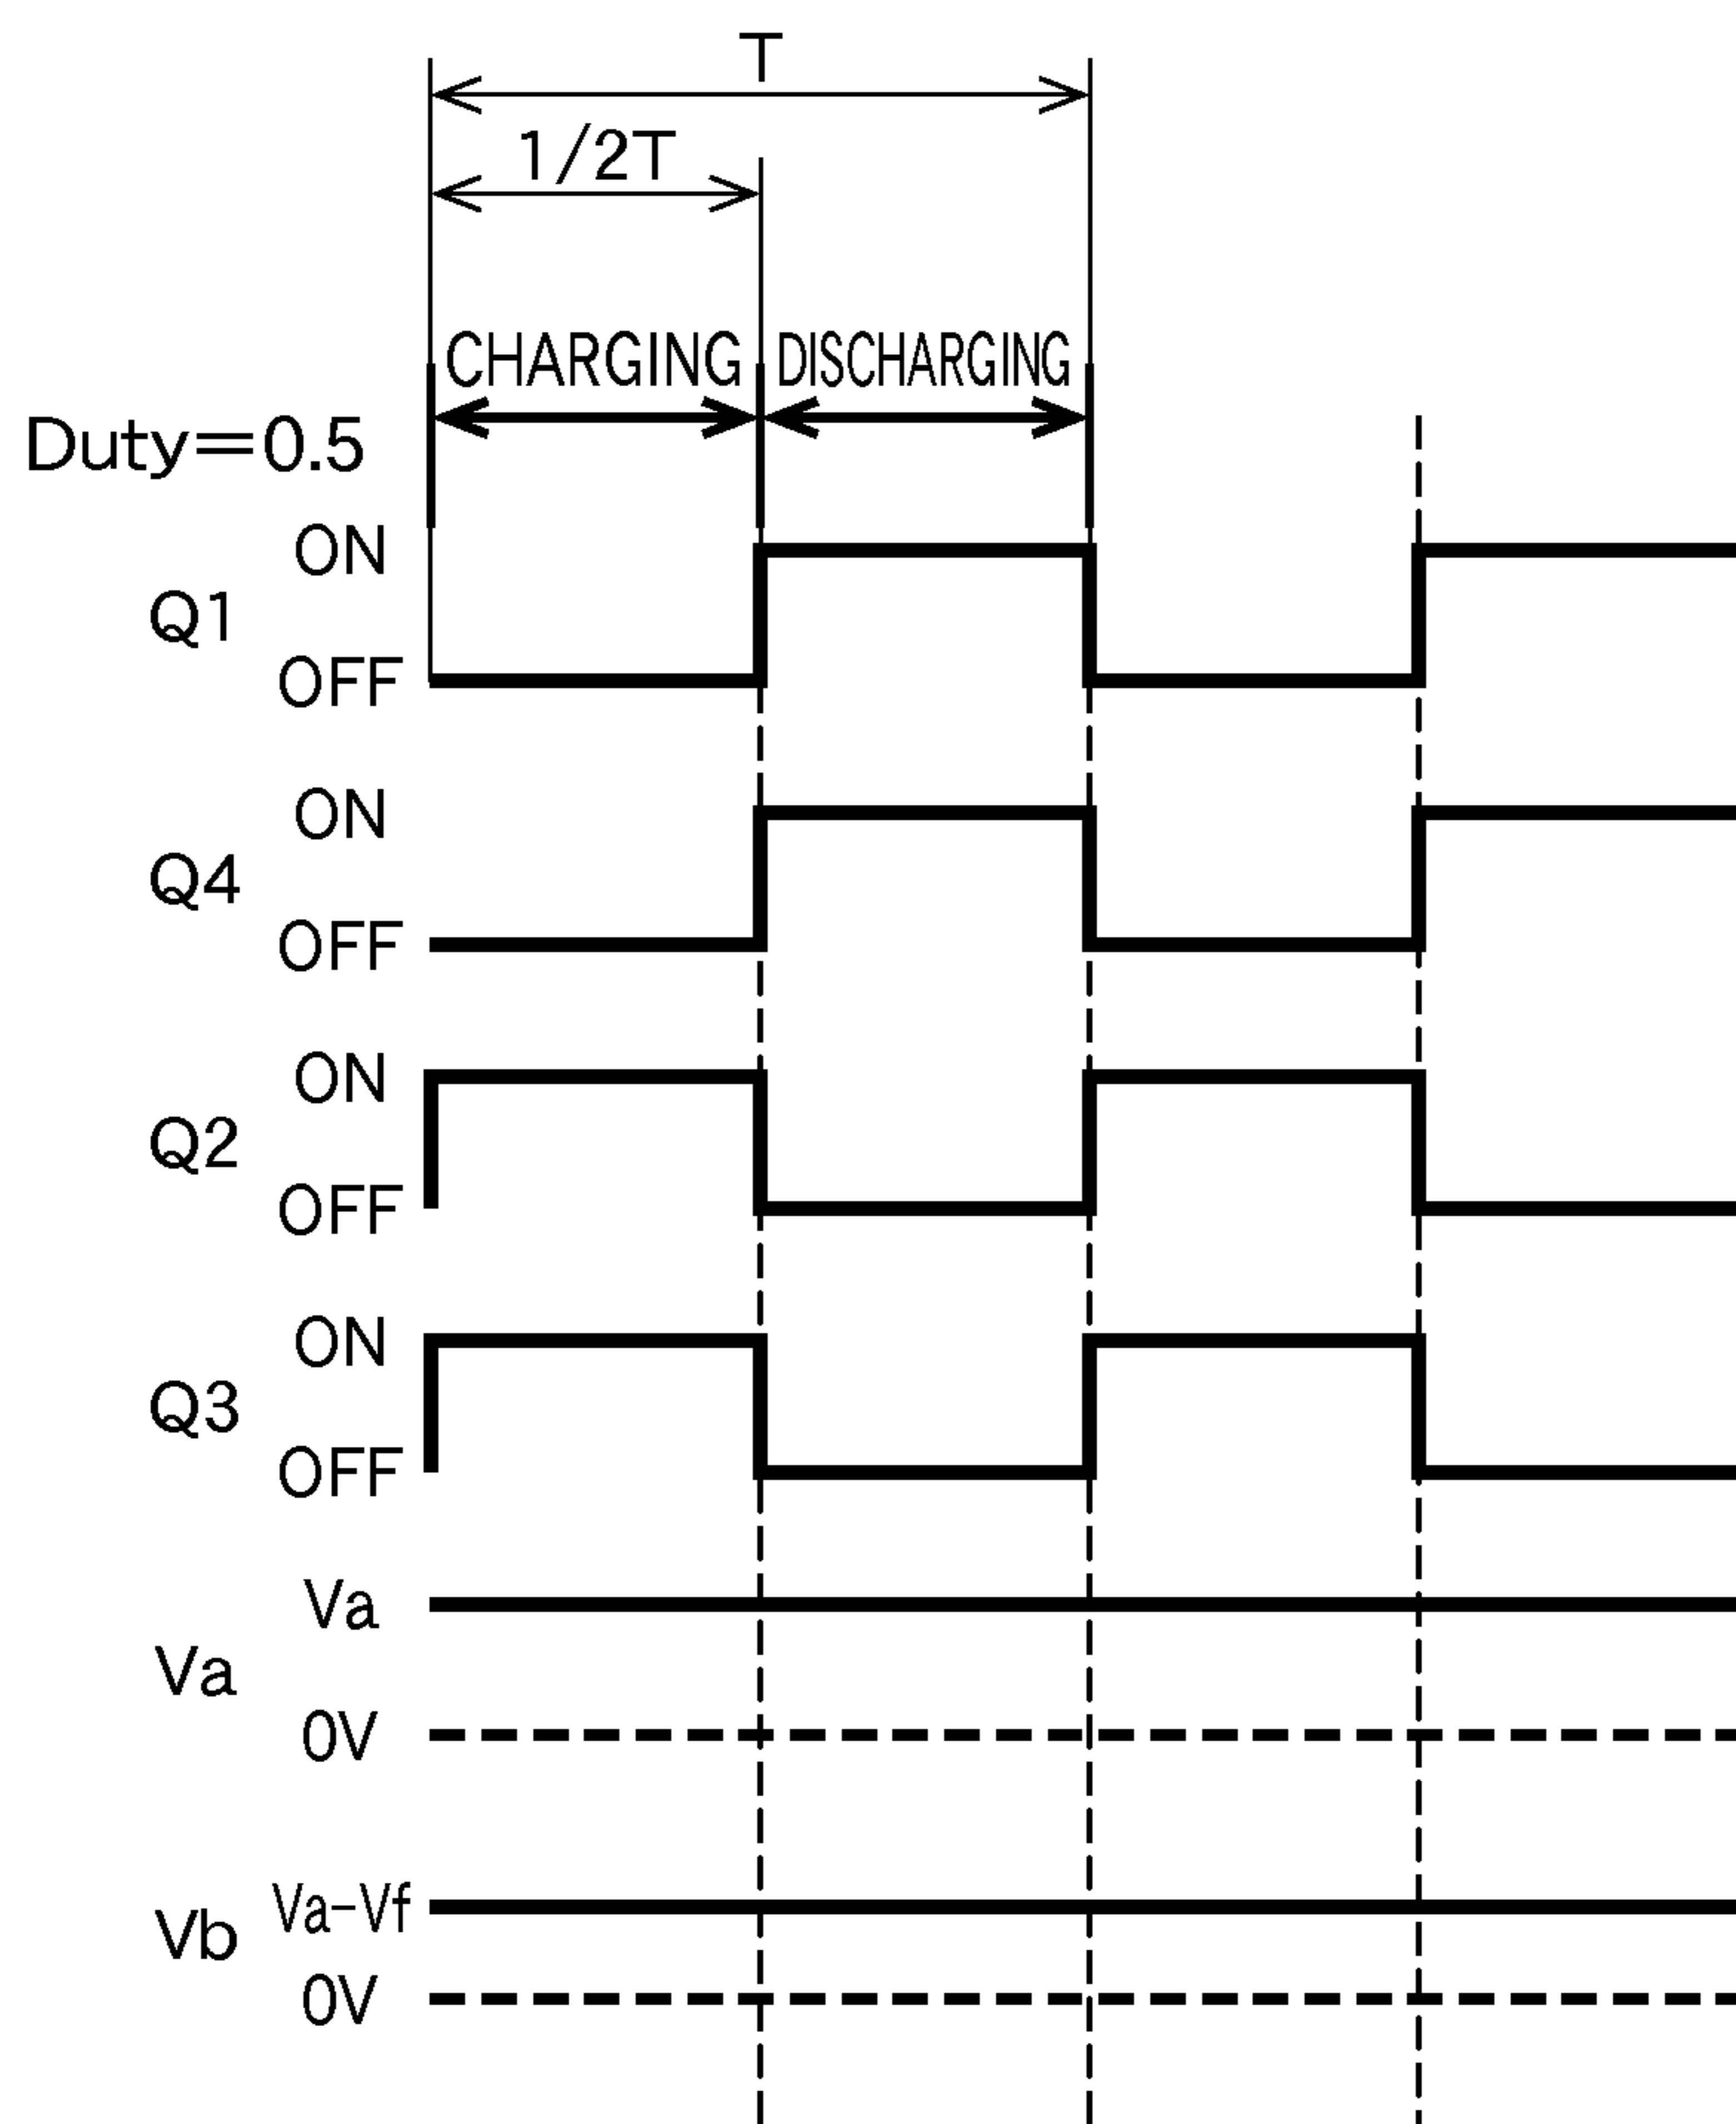 T
1/2T
CHARGING DISCHARGING
Duty=0.5
ON
Q1
OFF
ON
Q4
OFF
ON
Q2
OFF
ON
Q3
OFF
Va
Va
0V
Va-Vf
Vb
0V